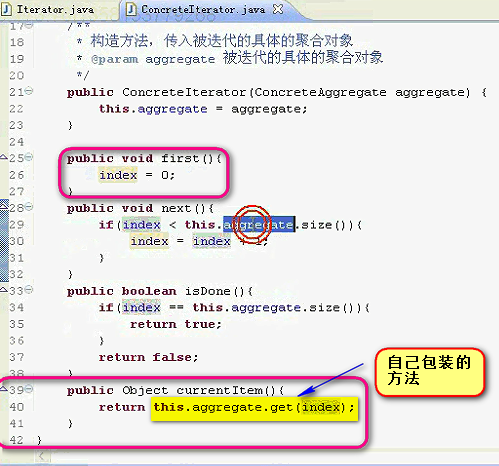 Iterator.java ConcreteIterator.java
17 /**
18 * 构造方法，传入被迭代的具体的聚合对象
19 * @param aggregate 被迭代的具体的聚合对象
20 */
21 public ConcreteIterator(ConcreteAggregate aggregate) {
22 this.aggregate = aggregate;
23 }
24
25 public void first(){
26 index = 0;
27 }
28 public void next(){
29 if(index < this.aggregate.size()){
30 index = index + 1;
31 }
32 }
33 public boolean isDone(){
34 if(index == this.aggregate.size()){
35 return true;
36 }
37 return false;
38 }
39 public Object currentItem(){
40 return this.aggregate.get(index);
41 }
42 }
自己包装的
方法